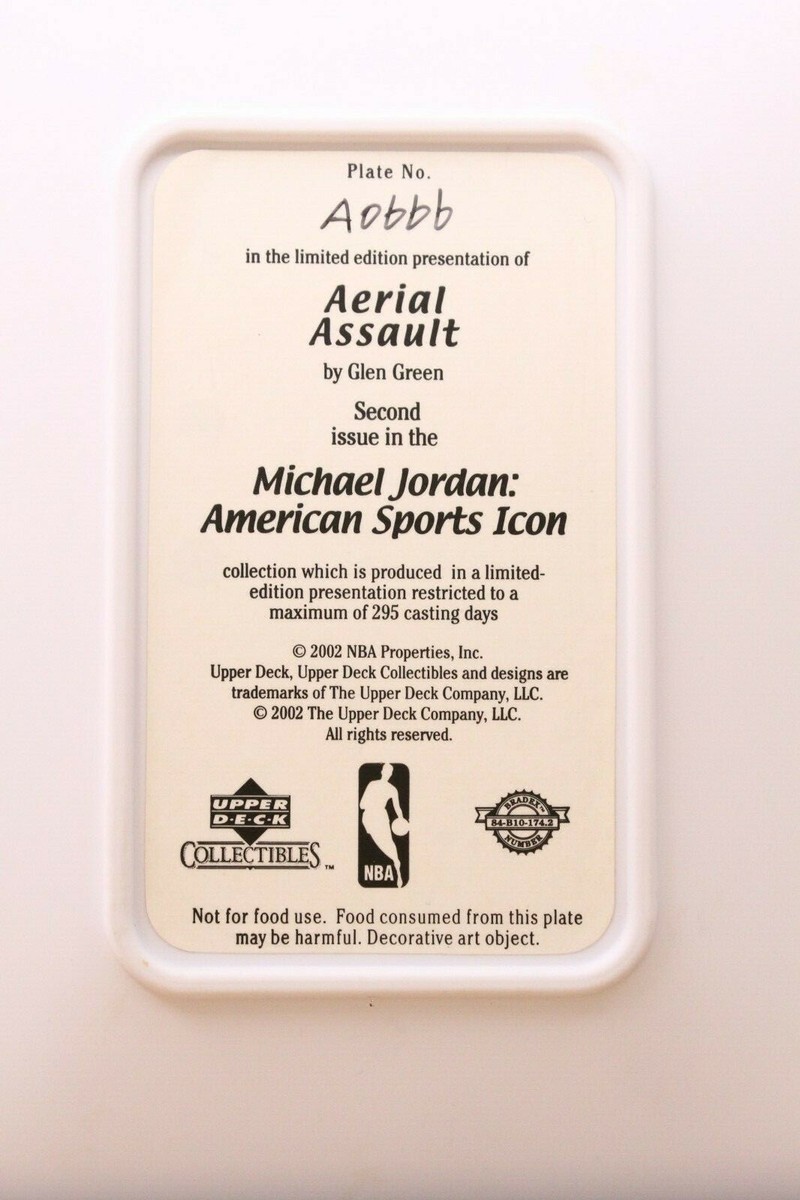 Plate No.
A0666
in the limited edition presentation of
Aerial
Assault
by Glen Green
Second
issue in the
Michael Jordan:
American Sports Icon
collection which is produced in a limited-
edition presentation restricted to a
maximum of 295 casting days
© 2002 NBA Properties, Inc.
Upper Deck, Upper Deck Collectibles and designs are
trademarks of The Upper Deck Company, LLC.
© 2002 The Upper Deck Company, LLC.
All rights reserved.
UPPER
D·E·C·K
COLLECTIBLES™
NBA
BRADEX™
84-B10-174.2
NUMBER
Not for food use. Food consumed from this plate
may be harmful. Decorative art object.